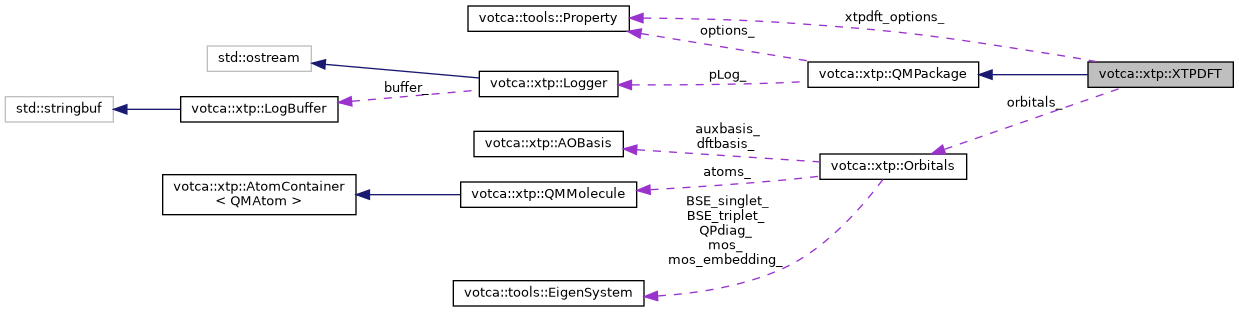 votca::tools::Property
xtpdft_options_
options_
std::ostream
votca::xtp::Logger
pLog_
votca::xtp::QMPackage
votca::xtp::XTPDFT
buffer_
std::stringbuf
votca::xtp::LogBuffer
orbitals_
votca::xtp::AOBasis
auxbasis_
dftbasis_
votca::xtp::Orbitals
votca::xtp::AtomContainer
< QMAtom >
votca::xtp::QMMolecule
atoms_
BSE_singlet_
BSE_triplet_
QPdiag_
mos_
mos_embedding_
votca::tools::EigenSystem